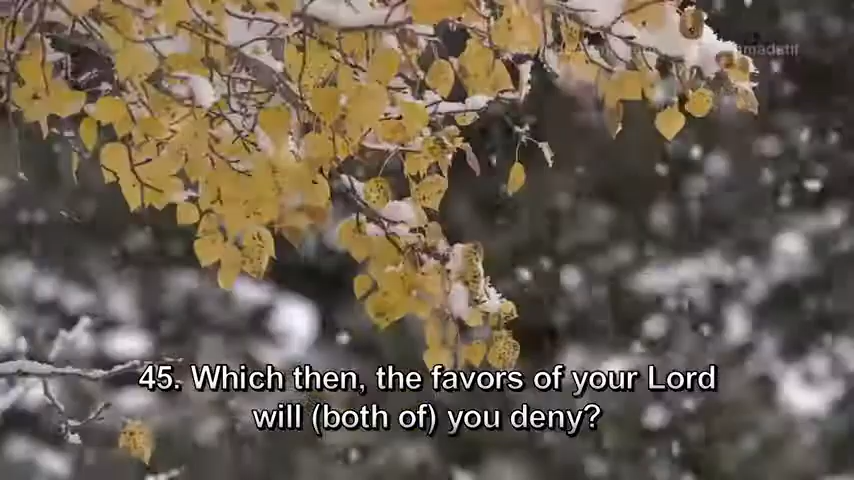 45. Which then, the favors of your Lord
will (both of) you deny?